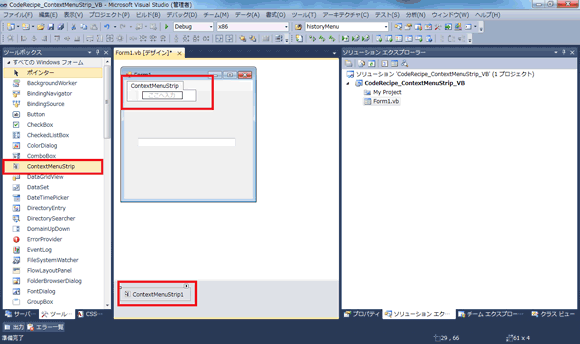 CodeRecipe_ContextMenuStrip_VB - Microsoft Visual Studio (管理者)
ファイル(F) 編集(E) 表示(V) プロジェクト(P) ビルド(B) デバッグ(D) チーム(M) データ(A) 書式(O) ツール(T) アーキテクチャ(C) テスト(S) 分析(N) ウィンドウ(W) ヘルプ(H)
Debug x86 historyMenu
ツールボックス
すべての Windows フォーム
ポインター
BackgroundWorker
BindingNavigator
BindingSource
Button
CheckBox
CheckedListBox
ColorDialog
ComboBox
ContextMenuStrip
DataGridView
DataSet
DateTimePicker
DirectoryEntry
DirectorySearcher
DomainUpDown
ErrorProvider
EventLog
FileSystemWatcher
FlowLayoutPanel
FolderBrowserDialog
FontDialog
GroupBox
サーバー... ツール... CSS...
Form1.vb [デザイン]*
Form1
ContextMenuStrip
ここへ入力
ContextMenuStrip1
ソリューション エクスプローラー
ソリューション 'CodeRecipe_ContextMenuStrip_VB' (1 プロジェクト)
CodeRecipe_ContextMenuStrip_VB
My Project
Form1.vb
プロパティ ソリューション エク... チーム エクスプロー... クラス ビュー
出力 エラー一覧
準備完了
29, 66
61 x 4